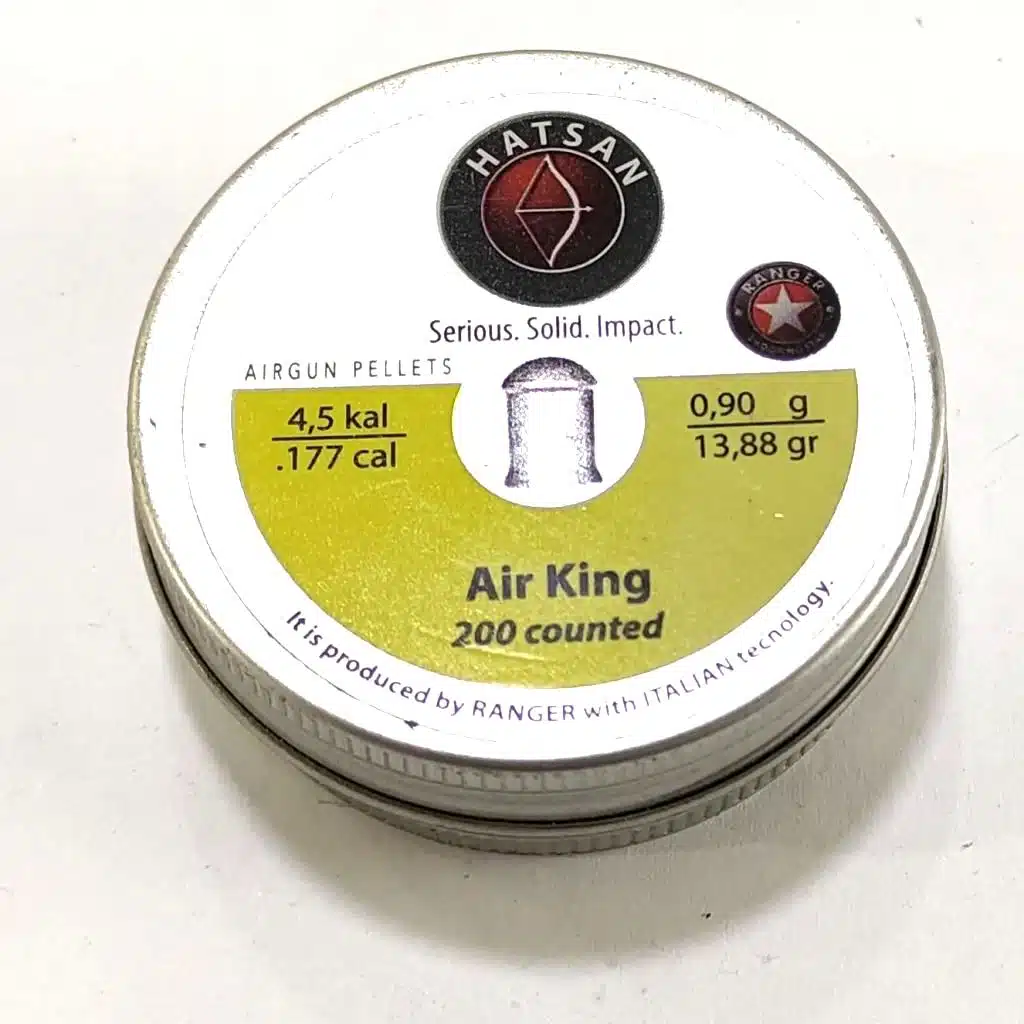 HATSAN
RANGER
Serious. Solid. Impact.
AIRGUN PELLETS
4,5 kal
.177 cal
0,90 g
13,88 gr
Air King
200 counted
It is produced by RANGER with ITALIAN tecnology.